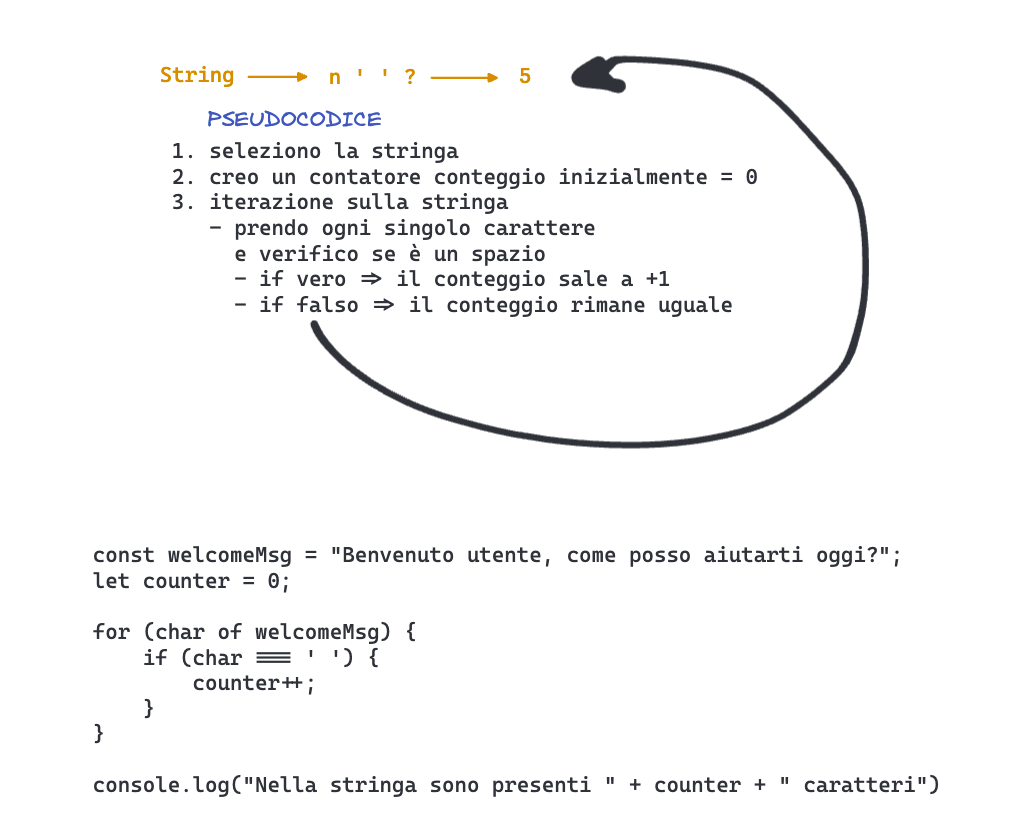 String → n ' ' ? → 5
PSEUDOCODICE
1. seleziono la stringa
2. creo un contatore conteggio inizialmente = 0
3. iterazione sulla stringa
- prendo ogni singolo carattere
e verifico se è un spazio
- if vero => il conteggio sale a +1
- if falso => il conteggio rimane uguale
const welcomeMsg = "Benvenuto utente, come posso aiutarti oggi?";
let counter = 0;
for (char of welcomeMsg) {
if (char === ' ') {
counter++;
}
}
console.log("Nella stringa sono presenti " + counter + " caratteri")